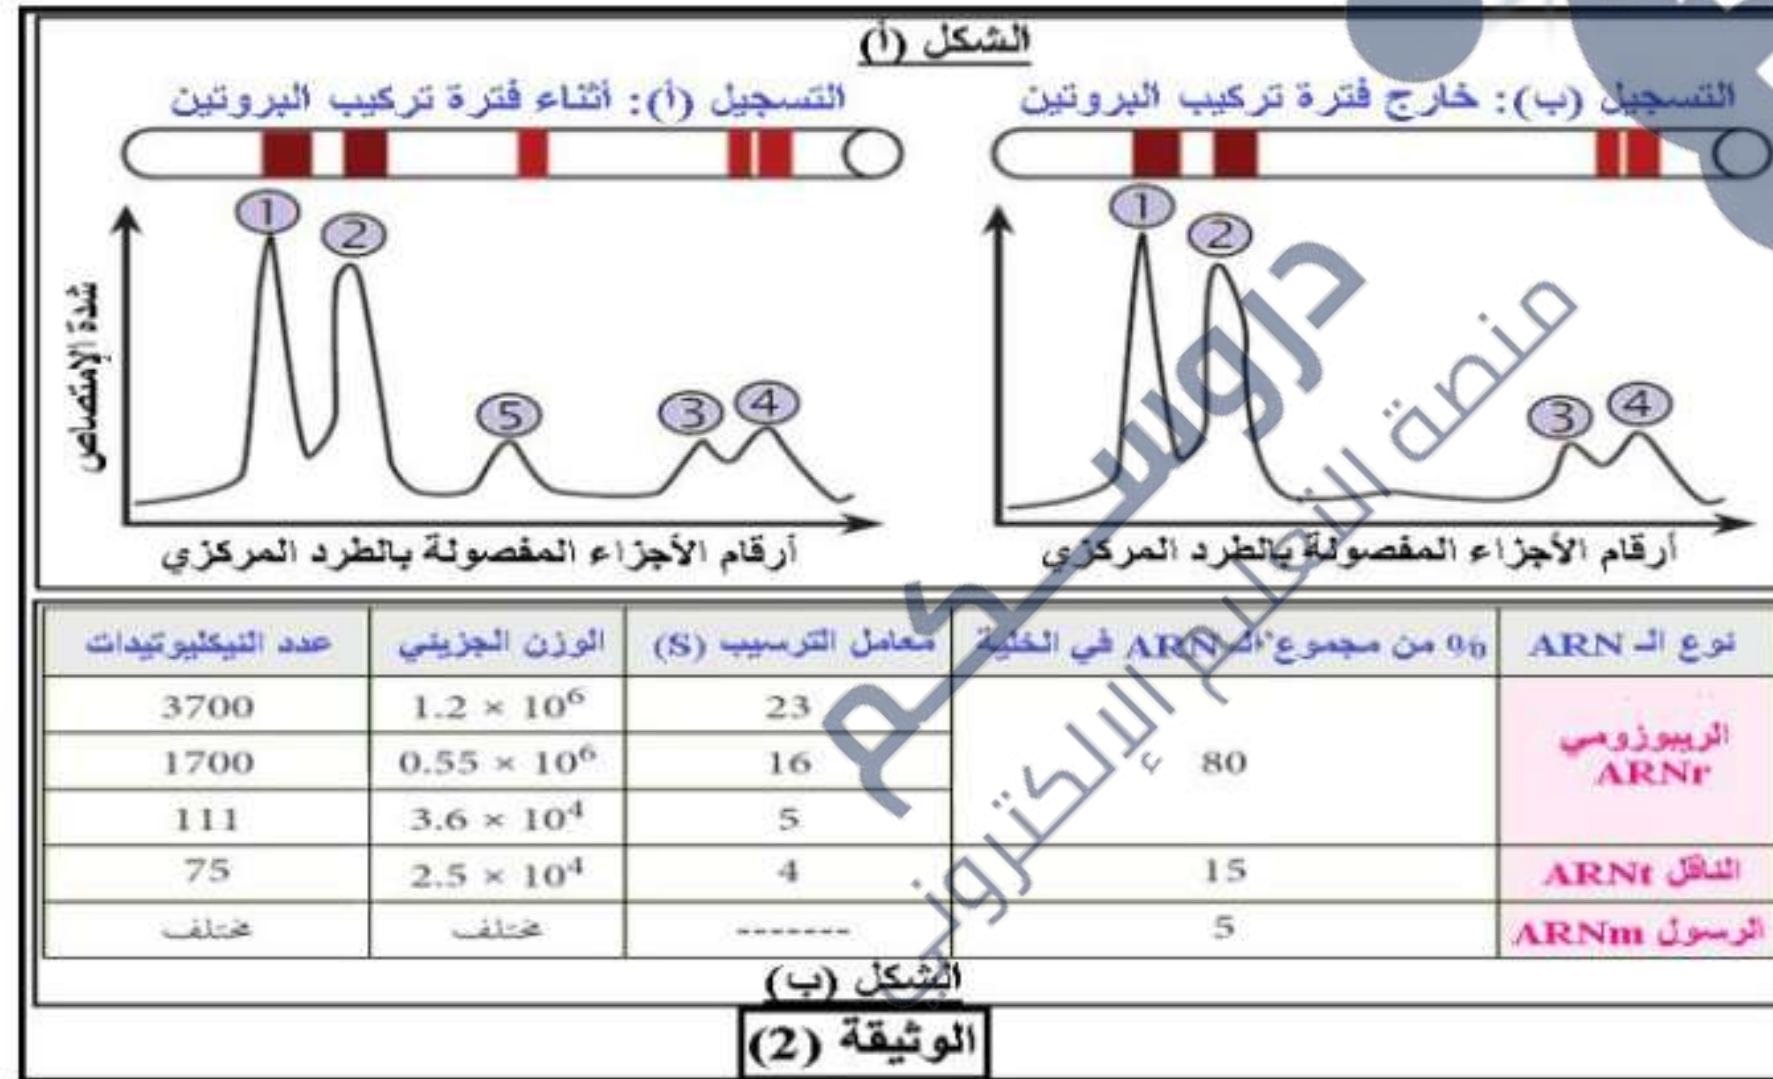 الشكل (أ)
التسجيل (ب): خارج فترة تركيب البروتين
التسجيل (أ): أثناء فترة تركيب البروتين
1
2
3
4
1
2
5
3
4
شدة الإمتصاص
أرقام الأجزاء المفصولة بالطرد المركزي
أرقام الأجزاء المفصولة بالطرد المركزي
نوع الـ ARN % من مجموع الـ ARN في الخلية معامل الترسيب (S) الوزن الجزيئي عدد النيكليوتيدات
الريبوزومي ARNr 80 23 1.2 × 10⁶ 3700
16 0.55 × 10⁶ 1700
5 3.6 × 10⁴ 111
الناقل ARNt 15 4 2.5 × 10⁴ 75
الرسول ARNm 5 ------- مختلف مختلف
الشكل (ب)
الوثيقة (2)
دروسكم
منصة التعليم الإلكتروني